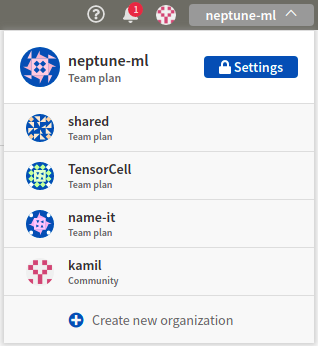 ? 1 neptune-ml
neptune-ml
Team plan
Settings
shared
Team plan
TensorCell
Team plan
name-it
Team plan
kamil
Community
Create new organization